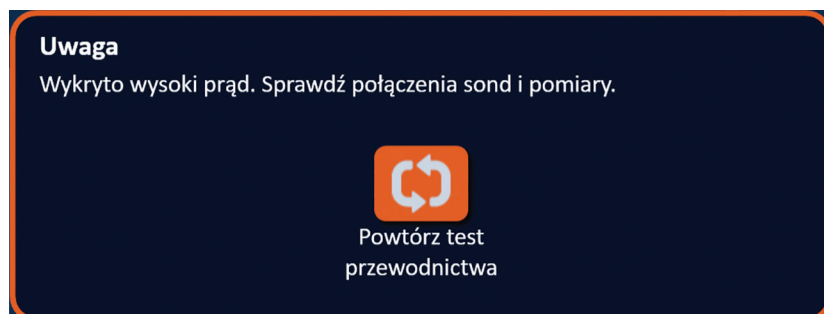 Uwaga
Wykryto wysoki prąd. Sprawdź połączenia sond i pomiary.
Powtórz test
przewodnictwa